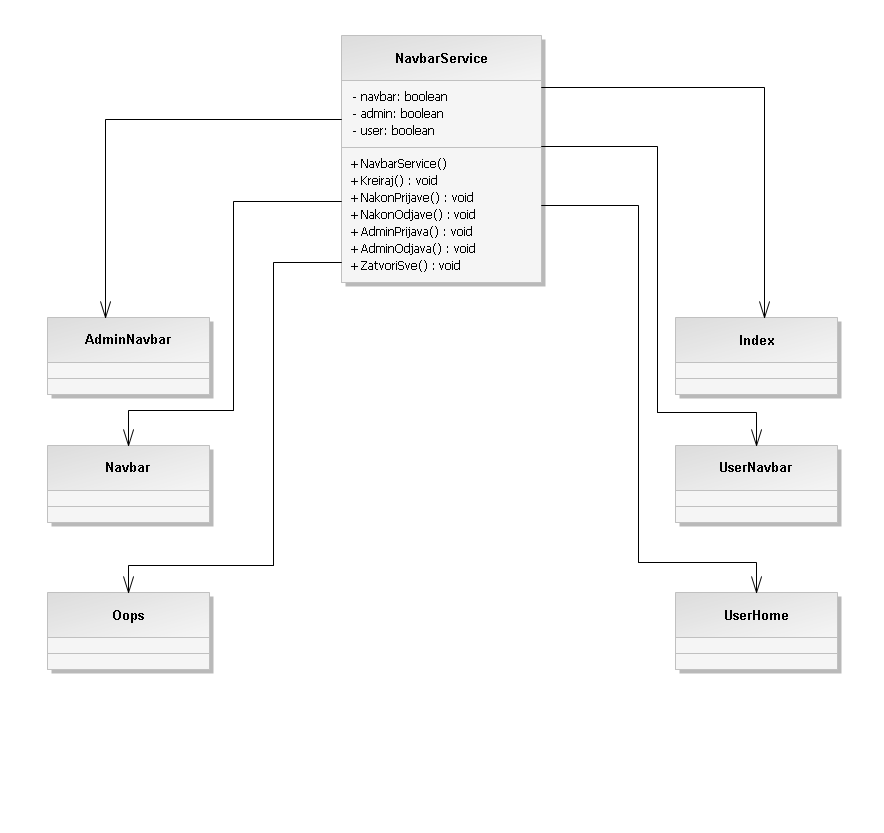 NavbarService
- navbar: boolean
- admin: boolean
- user: boolean
+ NavbarService()
+ Kreiraj() : void
+ NakonPrijave() : void
+ NakonOdjave() : void
+ AdminPrijava() : void
+ AdminOdjava() : void
+ ZatvoriSve() : void
AdminNavbar
Index
Navbar
UserNavbar
Oops
UserHome